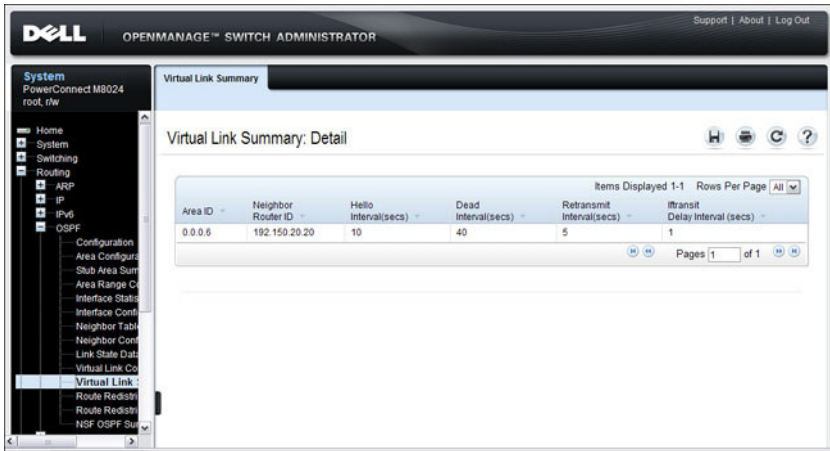 Support | About | Log Out
DELL
OPENMANAGE™ SWITCH ADMINISTRATOR
System
PowerConnect M8024
root, r/w
Virtual Link Summary
Home
System
Switching
Routing
ARP
IP
IPv6
OSPF
Configuration
Area Configura
Stub Area Sum
Area Range Co
Interface Statis
Interface Confi
Neighbor Table
Neighbor Conf
Link State Data
Virtual Link Co
Virtual Link S
Route Redistri
Route Redistri
NSF OSPF Sum
Virtual Link Summary: Detail
Items Displayed 1-1 Rows Per Page All
Area ID Neighbor Router ID Hello Interval(secs) Dead Interval(secs) Retransmit Interval(secs) Iftransit Delay Interval (secs)
0.0.0.6 192.150.20.20 10 40 5 1
Pages 1 of 1